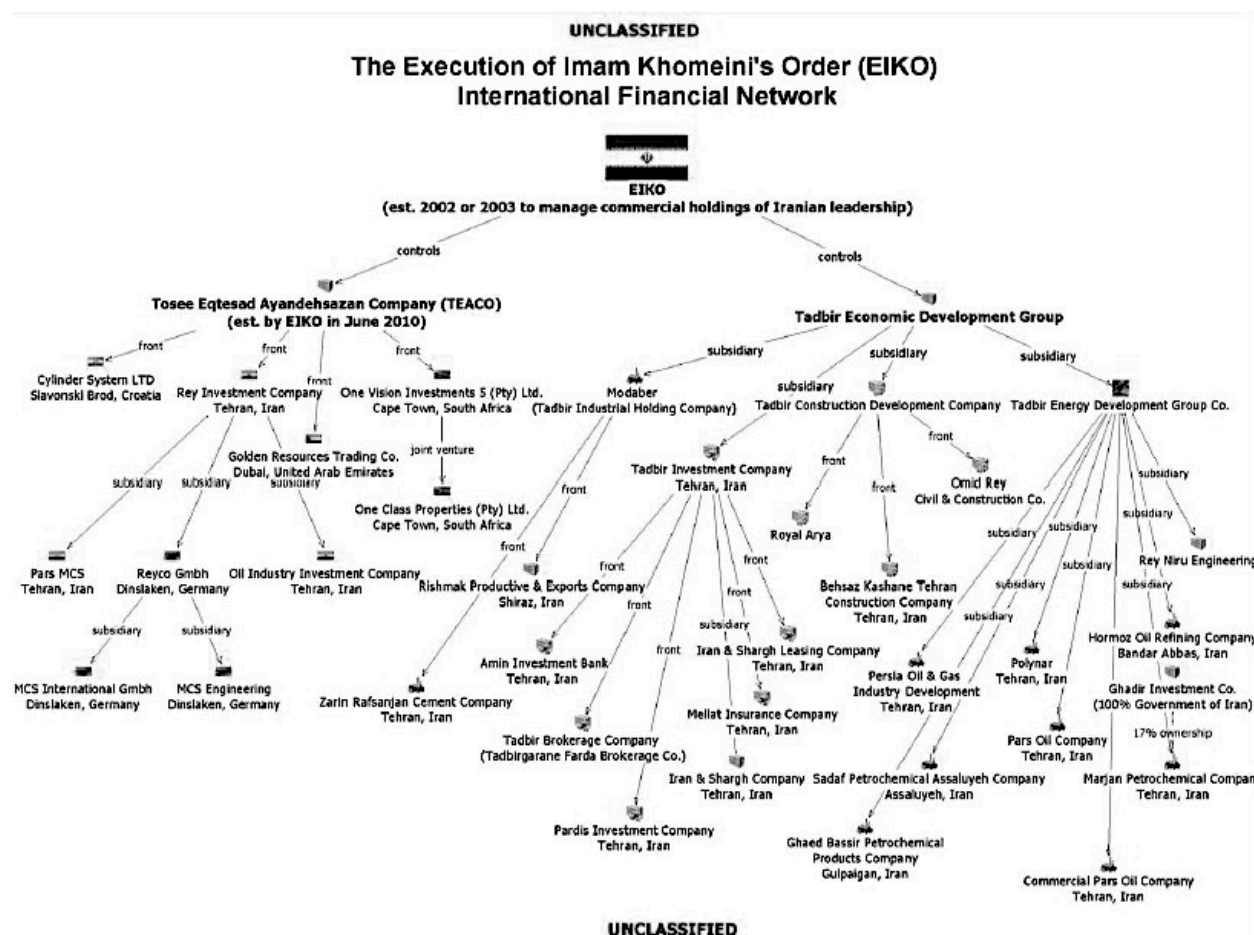 UNCLASSIFIED
The Execution of Imam Khomeini's Order (EIKO)
International Financial Network
EIKO
(est. 2002 or 2003 to manage commercial holdings of Iranian leadership)
controls
controls
Tosee Eqtesad Ayandehsazan Company (TEACO)
(est. by EIKO in June 2010)
Tadbir Economic Development Group
front
front
front
front
subsidiary
subsidiary
subsidiary
subsidiary
Cylinder System LTD
Slavonski Brod, Croatia
Rey Investment Company
Tehran, Iran
One Vision Investments 5 (Pty) Ltd.
Cape Town, South Africa
Golden Resources Trading Co.
Dubai, United Arab Emirates
joint venture
One Class Properties (Pty) Ltd.
Cape Town, South Africa
subsidiary
subsidiary
subsidiary
Pars MCS
Tehran, Iran
Reyco Gmbh
Dinslaken, Germany
Oil Industry Investment Company
Tehran, Iran
subsidiary
subsidiary
MCS International Gmbh
Dinslaken, Germany
MCS Engineering
Dinslaken, Germany
Modaber
(Tadbir Industrial Holding Company)
front
front
Rishmak Productive & Exports Company
Shiraz, Iran
Zarin Rafsanjan Cement Company
Tehran, Iran
Tadbir Investment Company
Tehran, Iran
front
front
front
subsidiary
front
front
Amin Investment Bank
Tehran, Iran
Tadbir Brokerage Company
(Tadbirgarane Farda Brokerage Co.)
Pardis Investment Company
Tehran, Iran
Iran & Shargh Company
Tehran, Iran
Mellat Insurance Company
Tehran, Iran
Iran & Shargh Leasing Company
Tehran, Iran
Tadbir Construction Development Company
front
front
front
Royal Arya
Behsaz Kashane Tehran
Construction Company
Tehran, Iran
Omid Rey
Civil & Construction Co.
Tadbir Energy Development Group Co.
subsidiary
subsidiary
subsidiary
subsidiary
subsidiary
subsidiary
subsidiary
Rey Niru Engineering
Hormoz Oil Refining Company
Bandar Abbas, Iran
Ghadir Investment Co.
(100% Government of Iran)
17% ownership
Marjan Petrochemical Compan
Tehran, Iran
Polynar
Tehran, Iran
Pars Oil Company
Tehran, Iran
Persia Oil & Gas
Industry Development
Tehran, Iran
Sadaf Petrochemical Assaluyeh Company
Assaluyeh, Iran
Ghaed Bassir Petrochemical
Products Company
Gulpaigan, Iran
Commercial Pars Oil Company
Tehran, Iran
UNCLASSIFIED